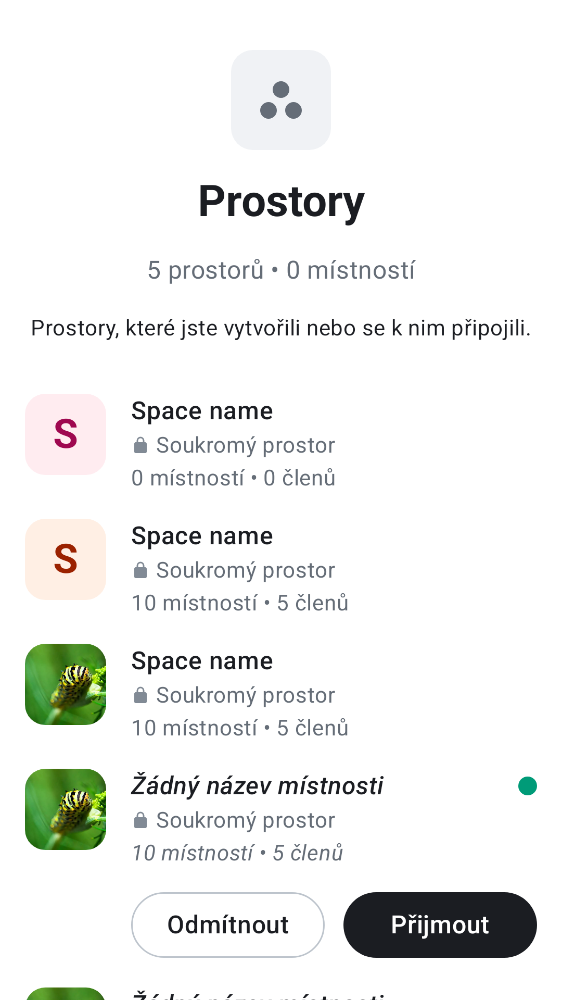 Prostory
5 prostorů • 0 místností
Prostory, které jste vytvořili nebo se k nim připojili.
S
Space name
Soukromý prostor
0 místností • 0 členů
S
Space name
Soukromý prostor
10 místností • 5 členů
Space name
Soukromý prostor
10 místností • 5 členů
Žádný název místnosti
Soukromý prostor
10 místností • 5 členů
Odmítnout
Přijmout